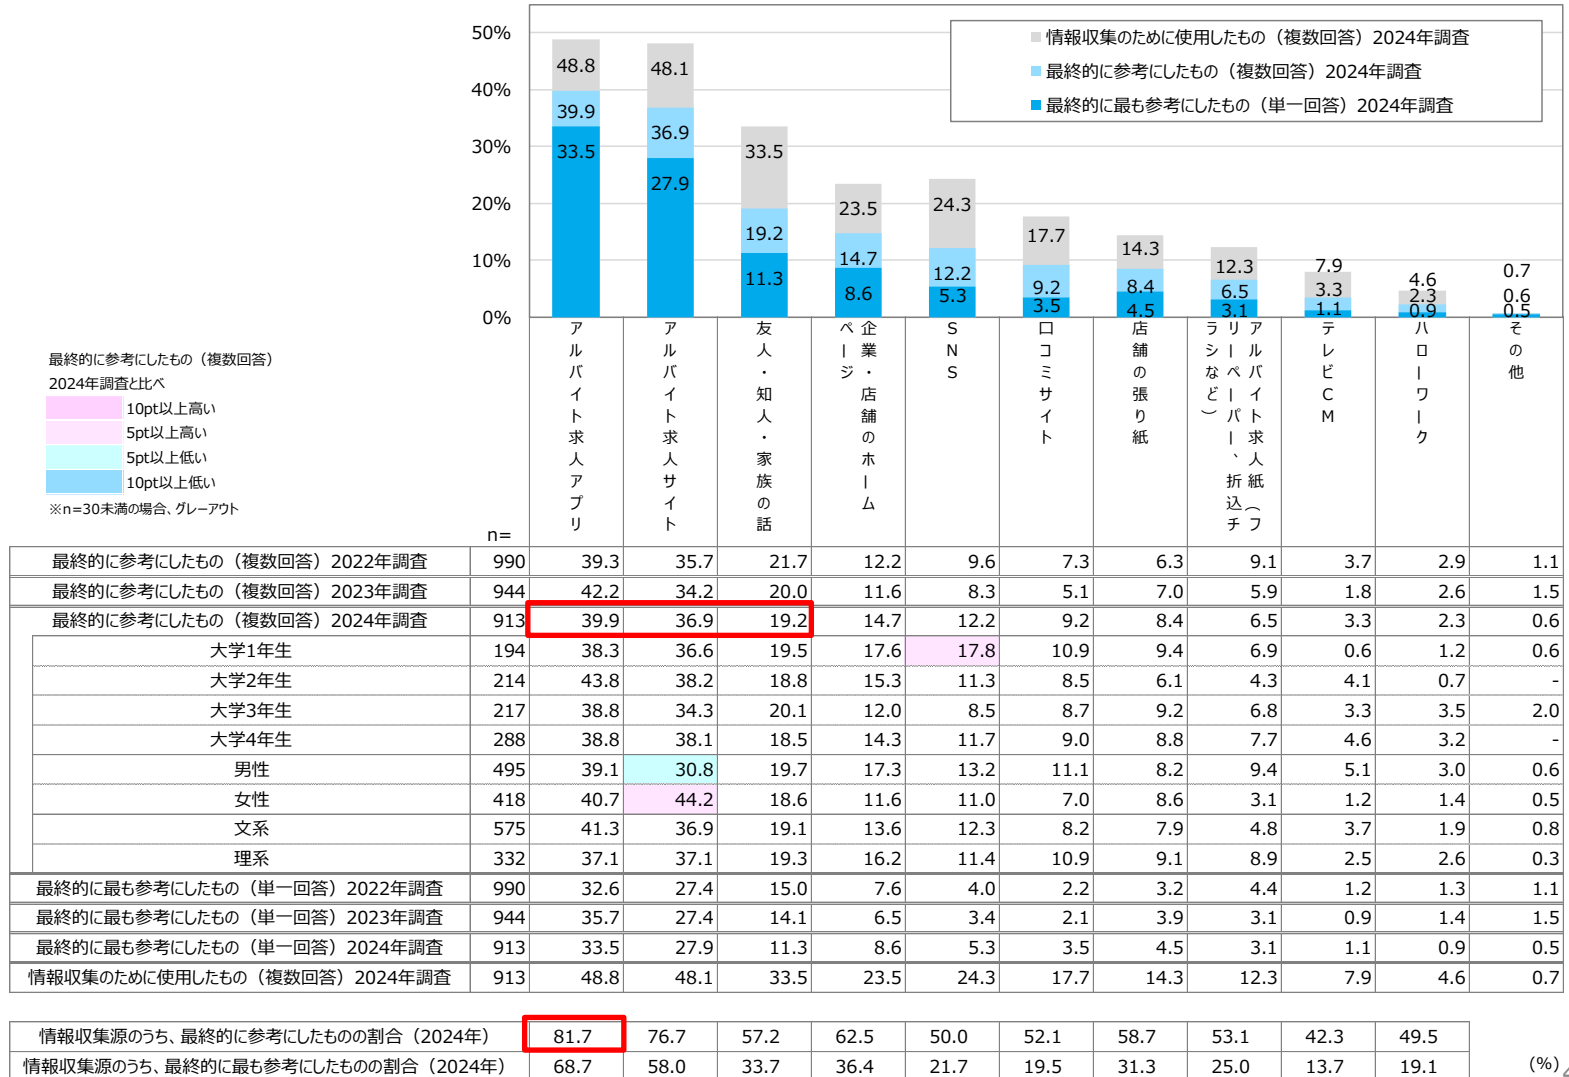 50%
40%
30%
20%
10%
0%
情報収集のために使用したもの（複数回答）2024年調査
最終的に参考にしたもの（複数回答）2024年調査
最終的に最も参考にしたもの（単一回答）2024年調査
48.8 48.1 33.5 23.5 24.3 17.7 14.3 12.3 7.9 4.6 0.7
39.9 36.9 19.2 14.7 12.2 9.2 8.4 6.5 3.3 2.3 0.6
33.5 27.9 11.3 8.6 5.3 3.5 4.5 3.1 1.1 0.9 0.5
アルバイト求人アプリ
アルバイト求人サイト
友人・知人・家族の話
企業・店舗のホーム
ページ
SNS
口コミサイト
店舗の張り紙
アルバイト求人紙（フ
リーペーパー、折込チ
ラシなど）
テレビCM
ハローワーク
その他
最終的に参考にしたもの（複数回答）
2024年調査と比べ
10pt以上高い
5pt以上高い
5pt以上低い
10pt以上低い
※n=30未満の場合、グレーアウト
n=
最終的に参考にしたもの（複数回答）2022年調査 990 39.3 35.7 21.7 12.2 9.6 7.3 6.3 9.1 3.7 2.9 1.1
最終的に参考にしたもの（複数回答）2023年調査 944 42.2 34.2 20.0 11.6 8.3 5.1 7.0 5.9 1.8 2.6 1.5
最終的に参考にしたもの（複数回答）2024年調査 913 39.9 36.9 19.2 14.7 12.2 9.2 8.4 6.5 3.3 2.3 0.6
大学1年生 194 38.3 36.6 19.5 17.6 17.8 10.9 9.4 6.9 0.6 1.2 0.6
大学2年生 214 43.8 38.2 18.8 15.3 11.3 8.5 6.1 4.3 4.1 0.7 -
大学3年生 217 38.8 34.3 20.1 12.0 8.5 8.7 9.2 6.8 3.3 3.5 2.0
大学4年生 288 38.8 38.1 18.5 14.3 11.7 9.0 8.8 7.7 4.6 3.2 -
男性 495 39.1 30.8 19.7 17.3 13.2 11.1 8.2 9.4 5.1 3.0 0.6
女性 418 40.7 44.2 18.6 11.6 11.0 7.0 8.6 3.1 1.2 1.4 0.5
文系 575 41.3 36.9 19.1 13.6 12.3 8.2 7.9 4.8 3.7 1.9 0.8
理系 332 37.1 37.1 19.3 16.2 11.4 10.9 9.1 8.9 2.5 2.6 0.3
最終的に最も参考にしたもの（単一回答）2022年調査 990 32.6 27.4 15.0 7.6 4.0 2.2 3.2 4.4 1.2 1.3 1.1
最終的に最も参考にしたもの（単一回答）2023年調査 944 35.7 27.4 14.1 6.5 3.4 2.1 3.9 3.1 0.9 1.4 1.5
最終的に最も参考にしたもの（単一回答）2024年調査 913 33.5 27.9 11.3 8.6 5.3 3.5 4.5 3.1 1.1 0.9 0.5
情報収集のために使用したもの（複数回答）2024年調査 913 48.8 48.1 33.5 23.5 24.3 17.7 14.3 12.3 7.9 4.6 0.7
情報収集源のうち、最終的に参考にしたものの割合（2024年） 81.7 76.7 57.2 62.5 50.0 52.1 58.7 53.1 42.3 49.5
情報収集源のうち、最終的に最も参考にしたものの割合（2024年） 68.7 58.0 33.7 36.4 21.7 19.5 31.3 25.0 13.7 19.1 (%)